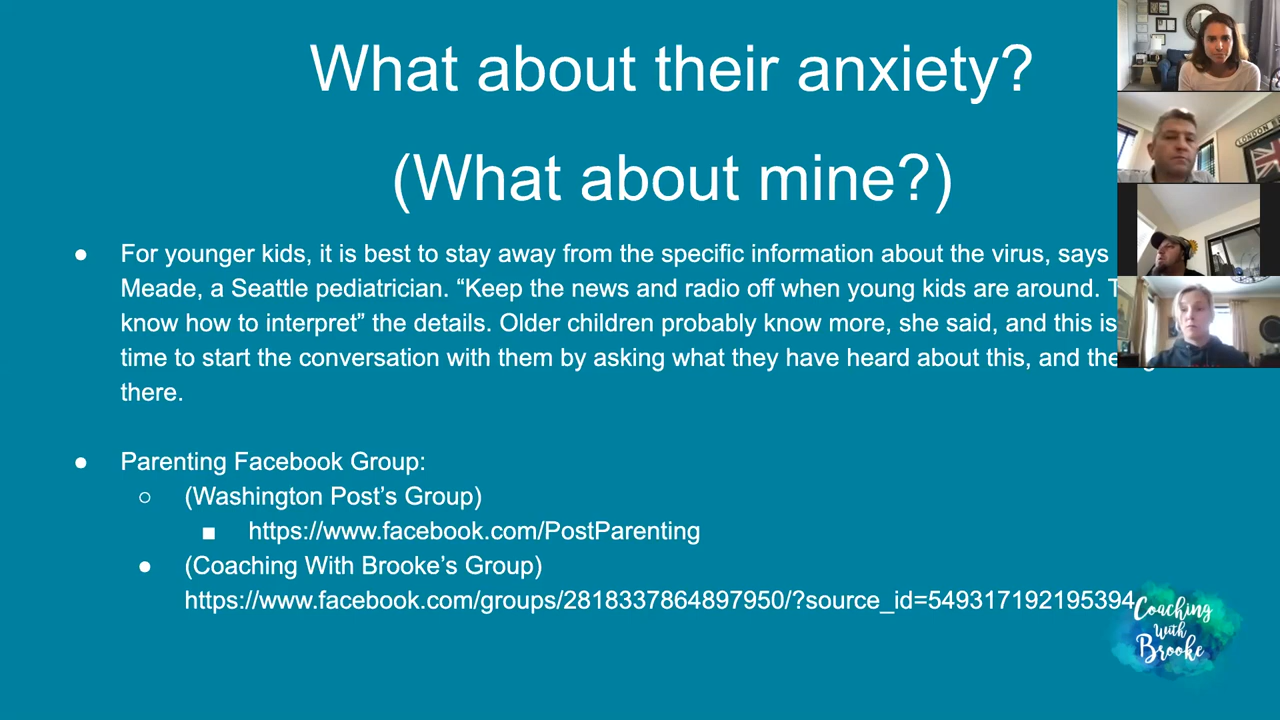 What about their anxiety?
(What about mine?)
● For younger kids, it is best to stay away from the specific information about the virus, says
Meade, a Seattle pediatrician. “Keep the news and radio off when young kids are around.
know how to interpret” the details. Older children probably know more, she said, and this is
time to start the conversation with them by asking what they have heard about this, and
there.
● Parenting Facebook Group:
○ (Washington Post’s Group)
■ https://www.facebook.com/PostParenting
● (Coaching With Brooke’s Group)
https://www.facebook.com/groups/2818337864897950/?source_id=549317192195394
Coaching
With
Brooke
LONDON